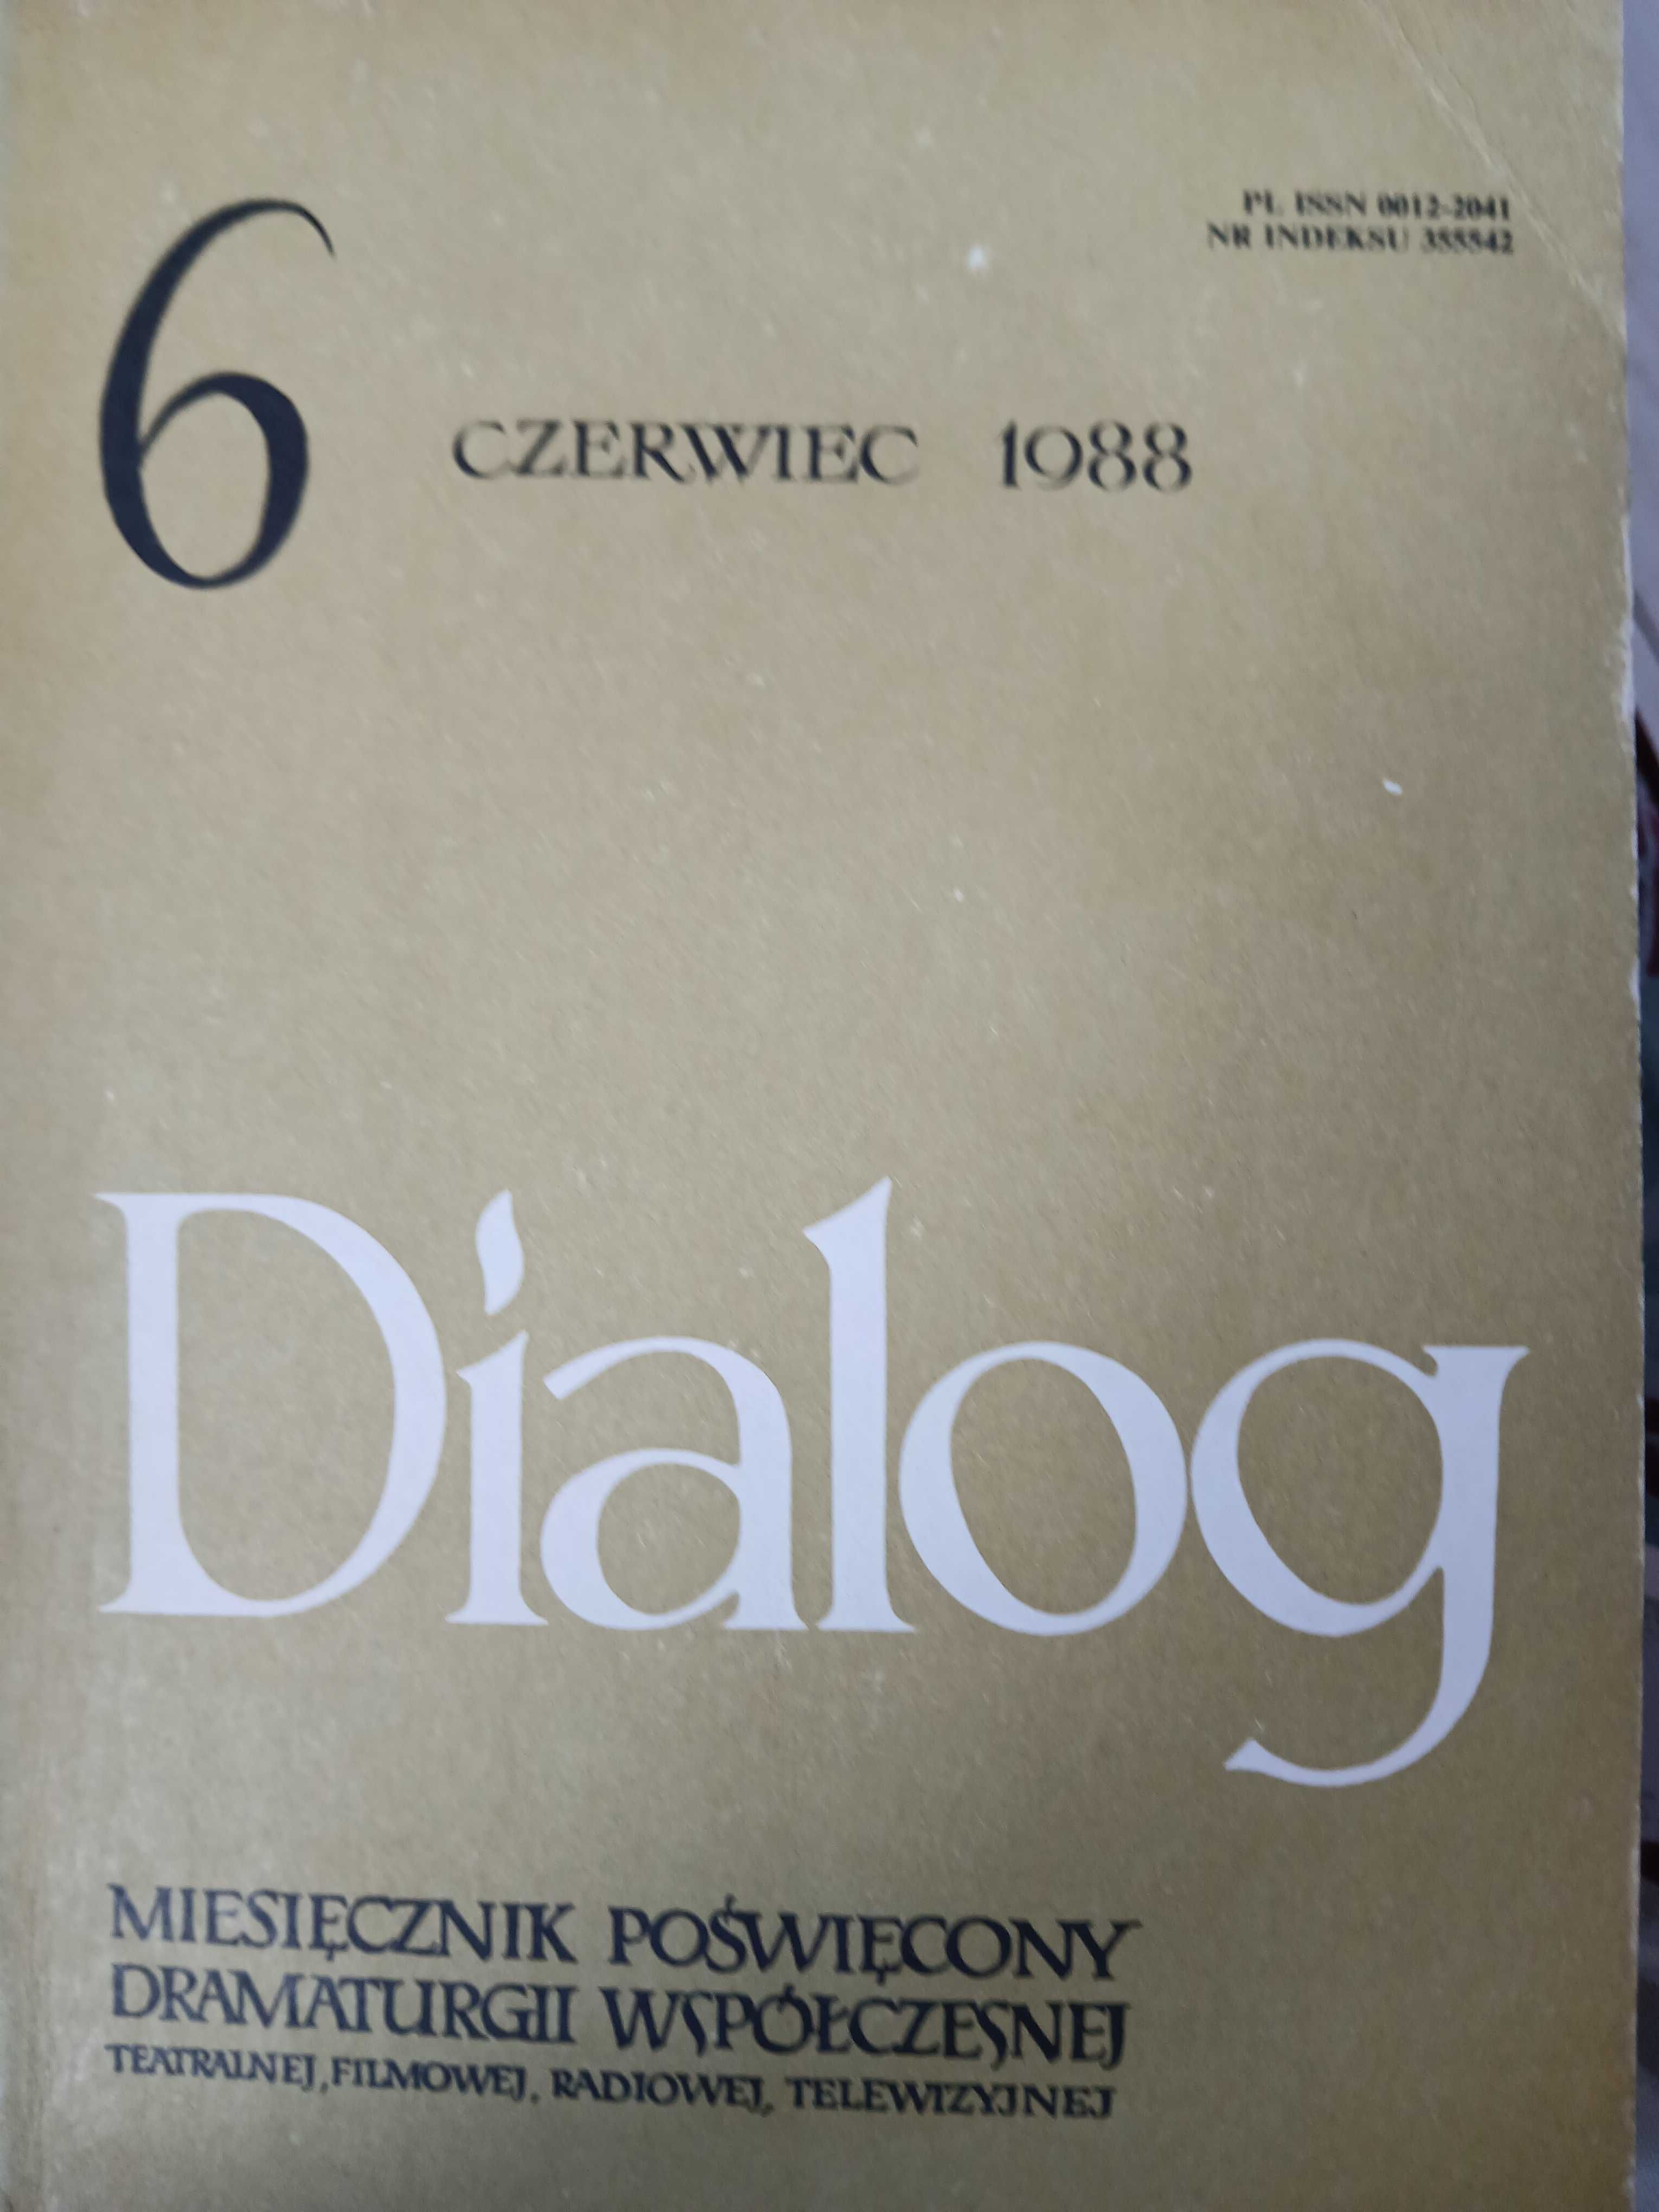 PL ISSN 0012-2041
NR INDEKSU 355542
6 CZERWIEC 1988
Dialog
MIESIĘCZNIK POŚWIĘCONY
DRAMATURGII WSPÓŁCZESNEJ
TEATRALNEJ, FILMOWEJ, RADIOWEJ, TELEWIZYJNEJ